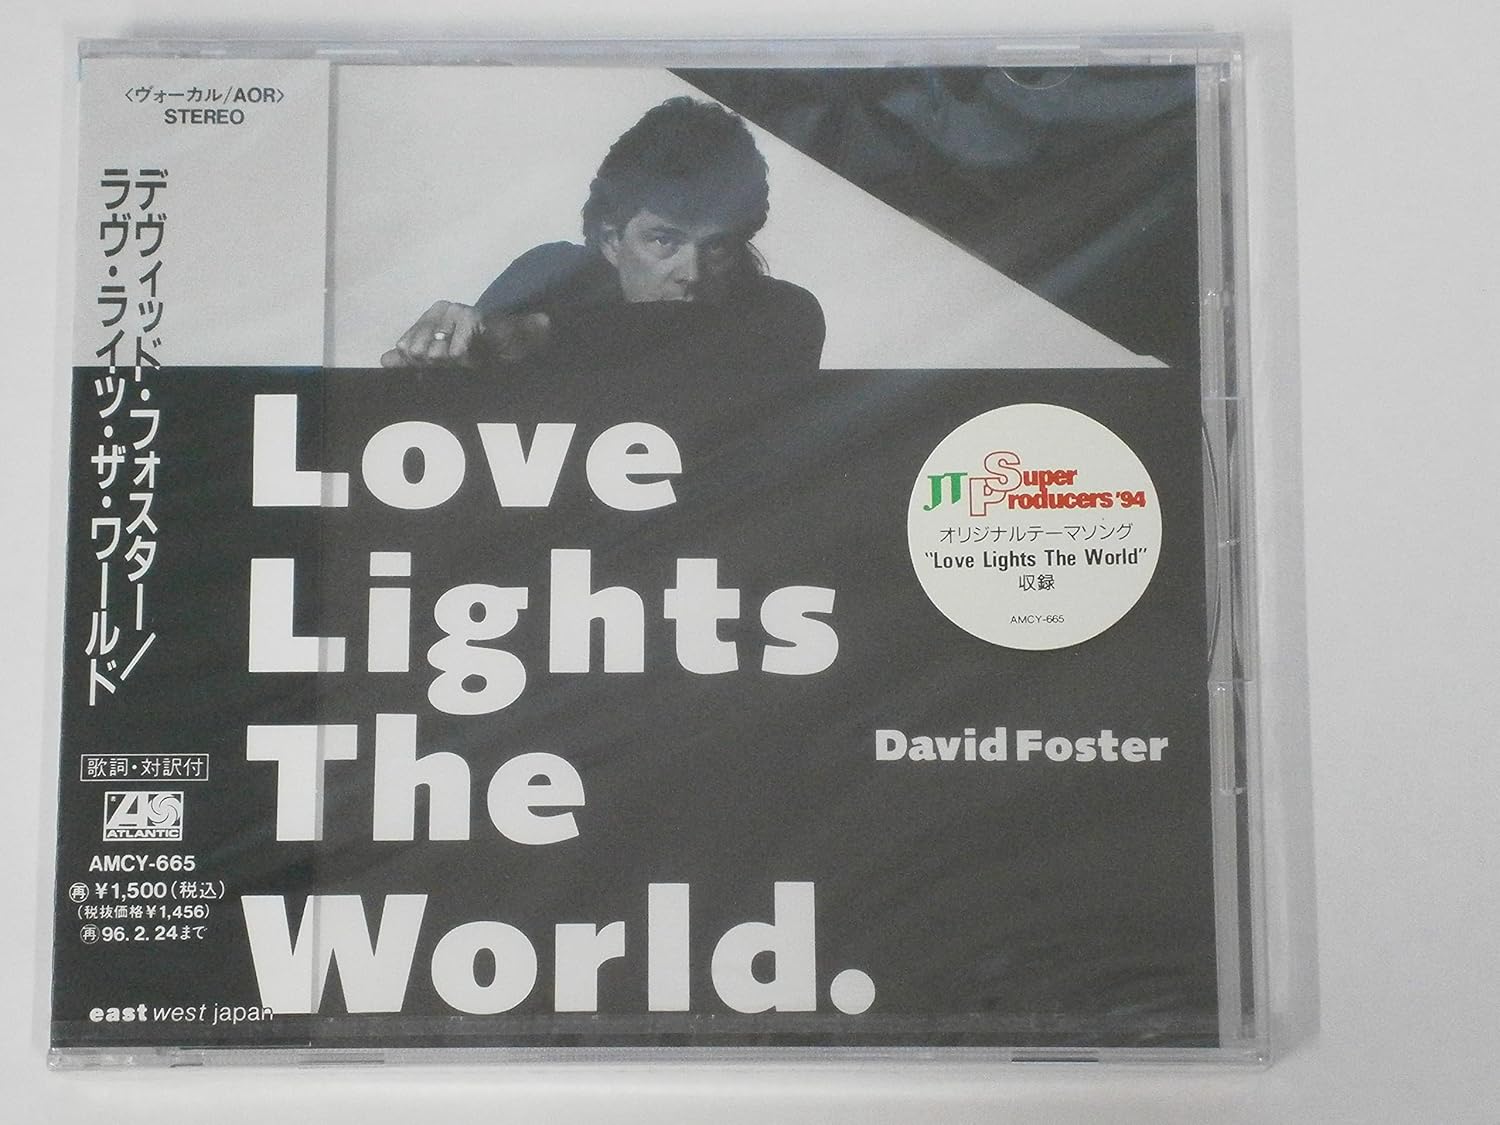 〈ヴォーカル/AOR〉
STEREO
デヴィッド・フォスター/
ラヴ・ライツ・ザ・ワールド
歌詞・対訳付
ATLANTIC
AMCY-665
再 ¥1,500(税込)
(税抜価格¥1,456)
再 96.2.24まで
east west japan
Love
Lights
The
World.
JT Super
Producers '94
オリジナルテーマソング
“Love Lights The World”
収録
AMCY-665
David Foster